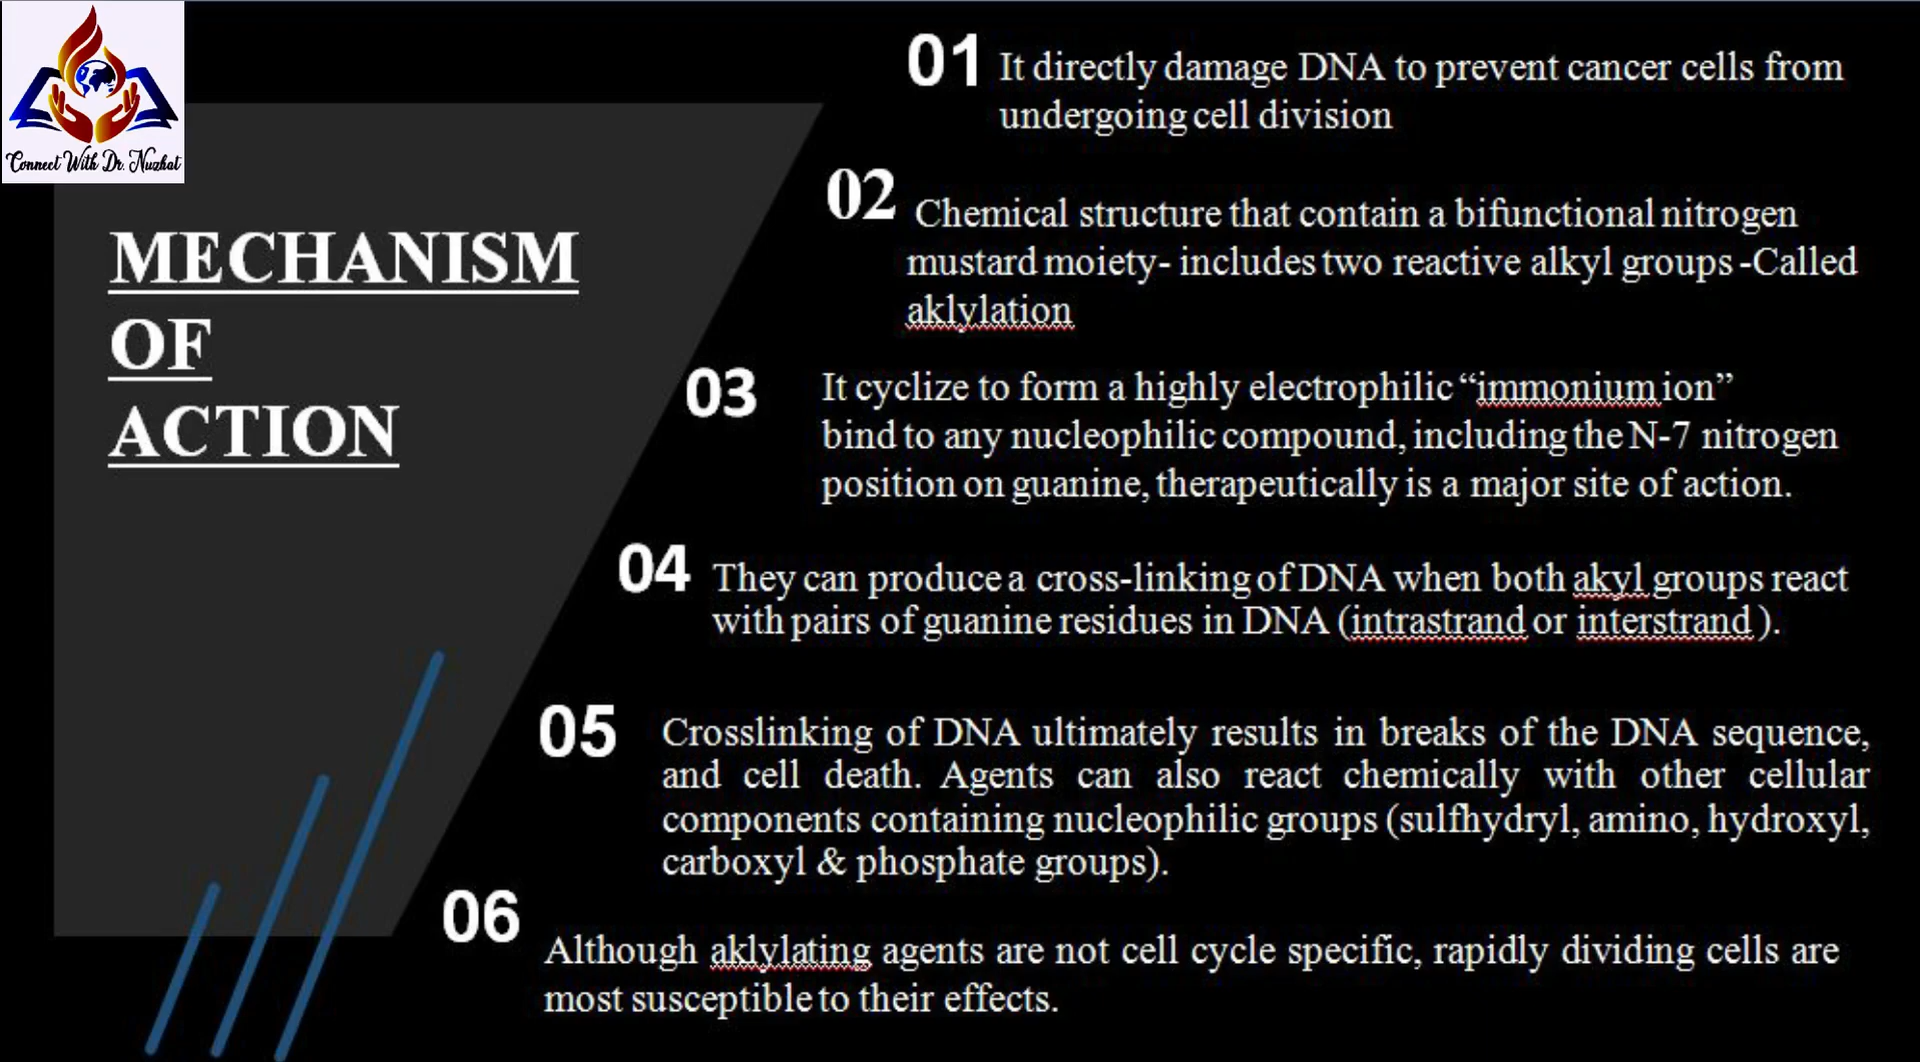 Connect With Dr. Nuzhat
MECHANISM
OF
ACTION
01
It directly damage DNA to prevent cancer cells from
undergoing cell division
02
Chemical structure that contain a bifunctional nitrogen
mustard moiety- includes two reactive alkyl groups -Called
aklylation
03
It cyclize to form a highly electrophilic “immonium ion”
bind to any nucleophilic compound, including the N-7 nitrogen
position on guanine, therapeutically is a major site of action.
04
They can produce a cross-linking of DNA when both akyl groups react
with pairs of guanine residues in DNA (intrastrand or interstrand ).
05
Crosslinking of DNA ultimately results in breaks of the DNA sequence,
and cell death. Agents can also react chemically with other cellular
components containing nucleophilic groups (sulfhydryl, amino, hydroxyl,
carboxyl & phosphate groups).
06
Although aklylating agents are not cell cycle specific, rapidly dividing cells are
most susceptible to their effects.